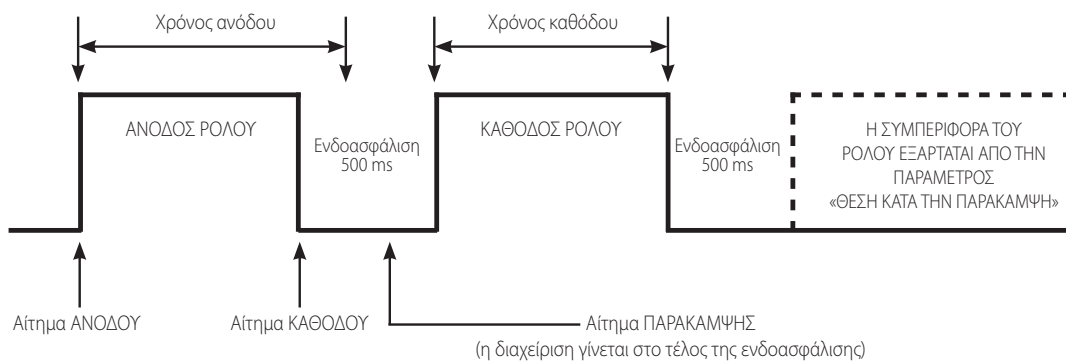 Χρόνος ανόδου
Χρόνος καθόδου
ΑΝΟΔΟΣ ΡΟΛΟΥ
Ενδοασφάλιση
500 ms
ΚΑΘΟΔΟΣ ΡΟΛΟΥ
Ενδοασφάλιση
500 ms
Η ΣΥΜΠΕΡΙΦΟΡΑ ΤΟΥ
ΡΟΛΟΥ ΕΞΑΡΤΑΤΑΙ ΑΠΟ ΤΗΝ
ΠΑΡΑΜΕΤΡΟΣ
«ΘΕΣΗ ΚΑΤΑ ΤΗΝ ΠΑΡΑΚΑΜΨΗ»
Αίτημα ΑΝΟΔΟΥ
Αίτημα ΚΑΘΟΔΟΥ
Αίτημα ΠΑΡΑΚΑΜΨΗΣ
(η διαχείριση γίνεται στο τέλος της ενδοασφάλισης)